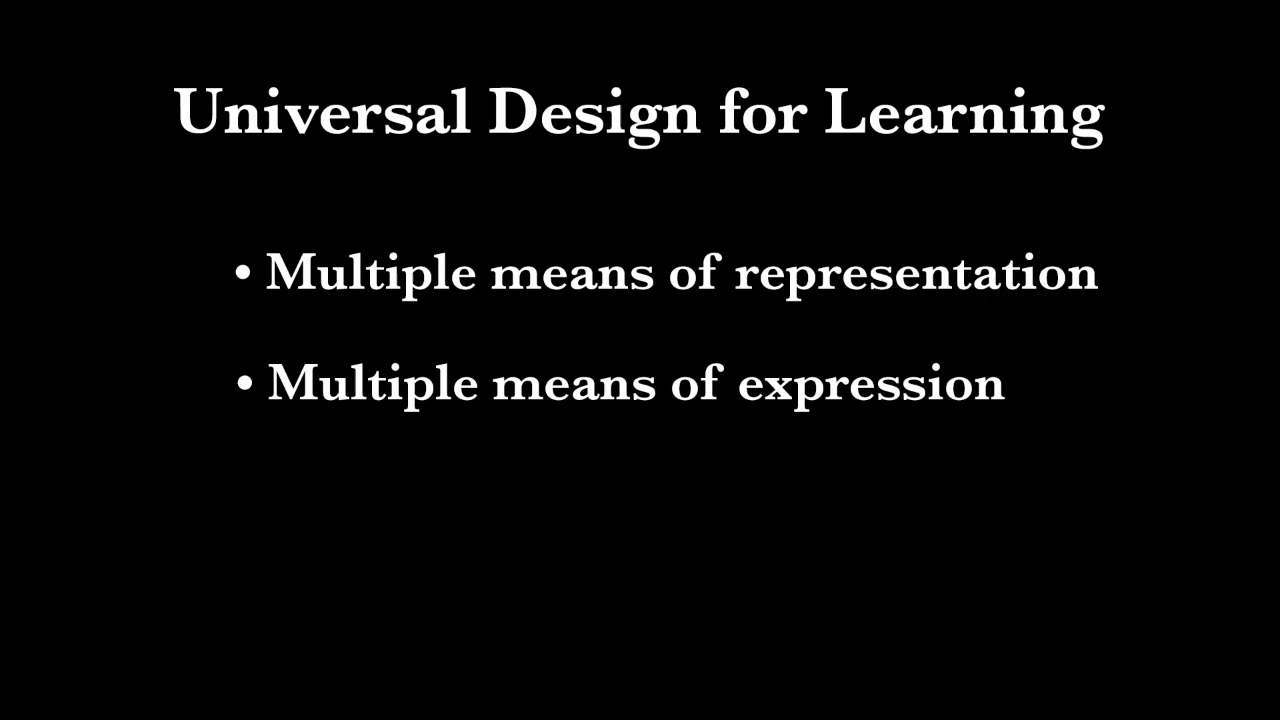 Universal Design for Learning
• Multiple means of representation
• Multiple means of expression